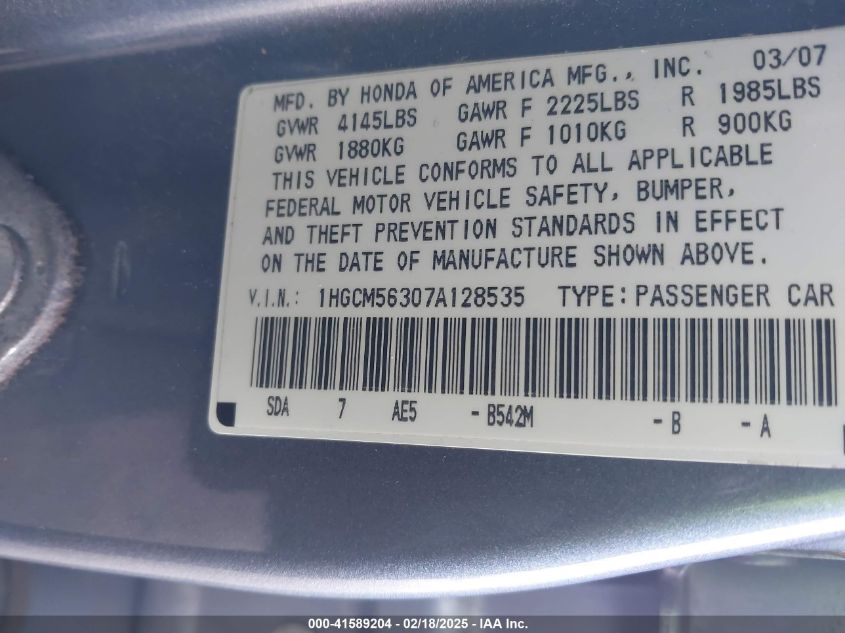 MFD. BY HONDA OF AMERICA MFG., INC. 03/07
GVWR 4145LBS GAWR F 2225LBS R 1985LBS
GVWR 1880KG GAWR F 1010KG R 900KG
THIS VEHICLE CONFORMS TO ALL APPLICABLE
FEDERAL MOTOR VEHICLE SAFETY, BUMPER,
AND THEFT PREVENTION STANDARDS IN EFFECT
ON THE DATE OF MANUFACTURE SHOWN ABOVE.
V.I.N.: 1HGCM56307A128535 TYPE: PASSENGER CAR
SDA 7 AE5 -B542M -B -A
000-41589204 - 02/18/2025 - IAA Inc.